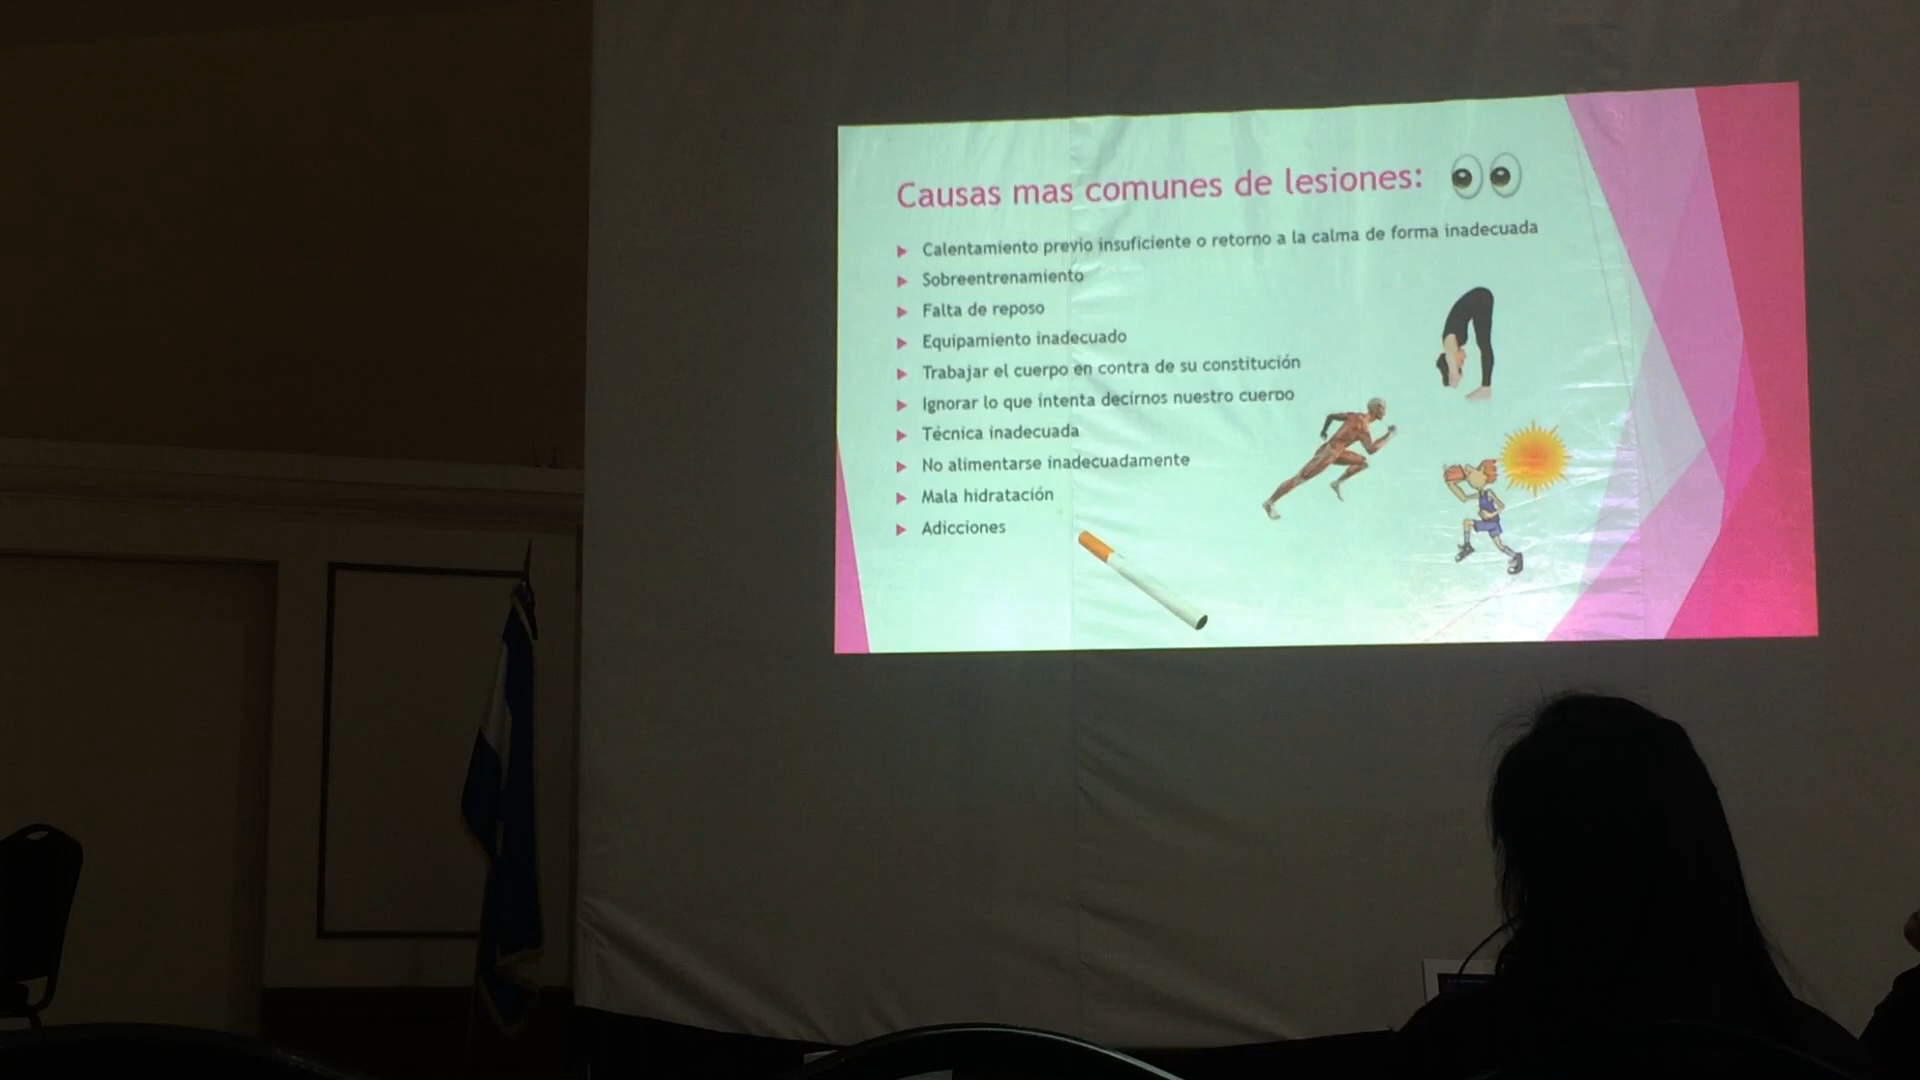 Causas mas comunes de lesiones:
Calentamiento previo insuficiente o retorno a la calma de forma inadecuada
Sobreentrenamiento
Falta de reposo
Equipamiento inadecuado
Trabajar el cuerpo en contra de su constitución
Ignorar lo que intenta decirnos nuestro cuerpo
Técnica inadecuada
No alimentarse inadecuadamente
Mala hidratación
Adicciones